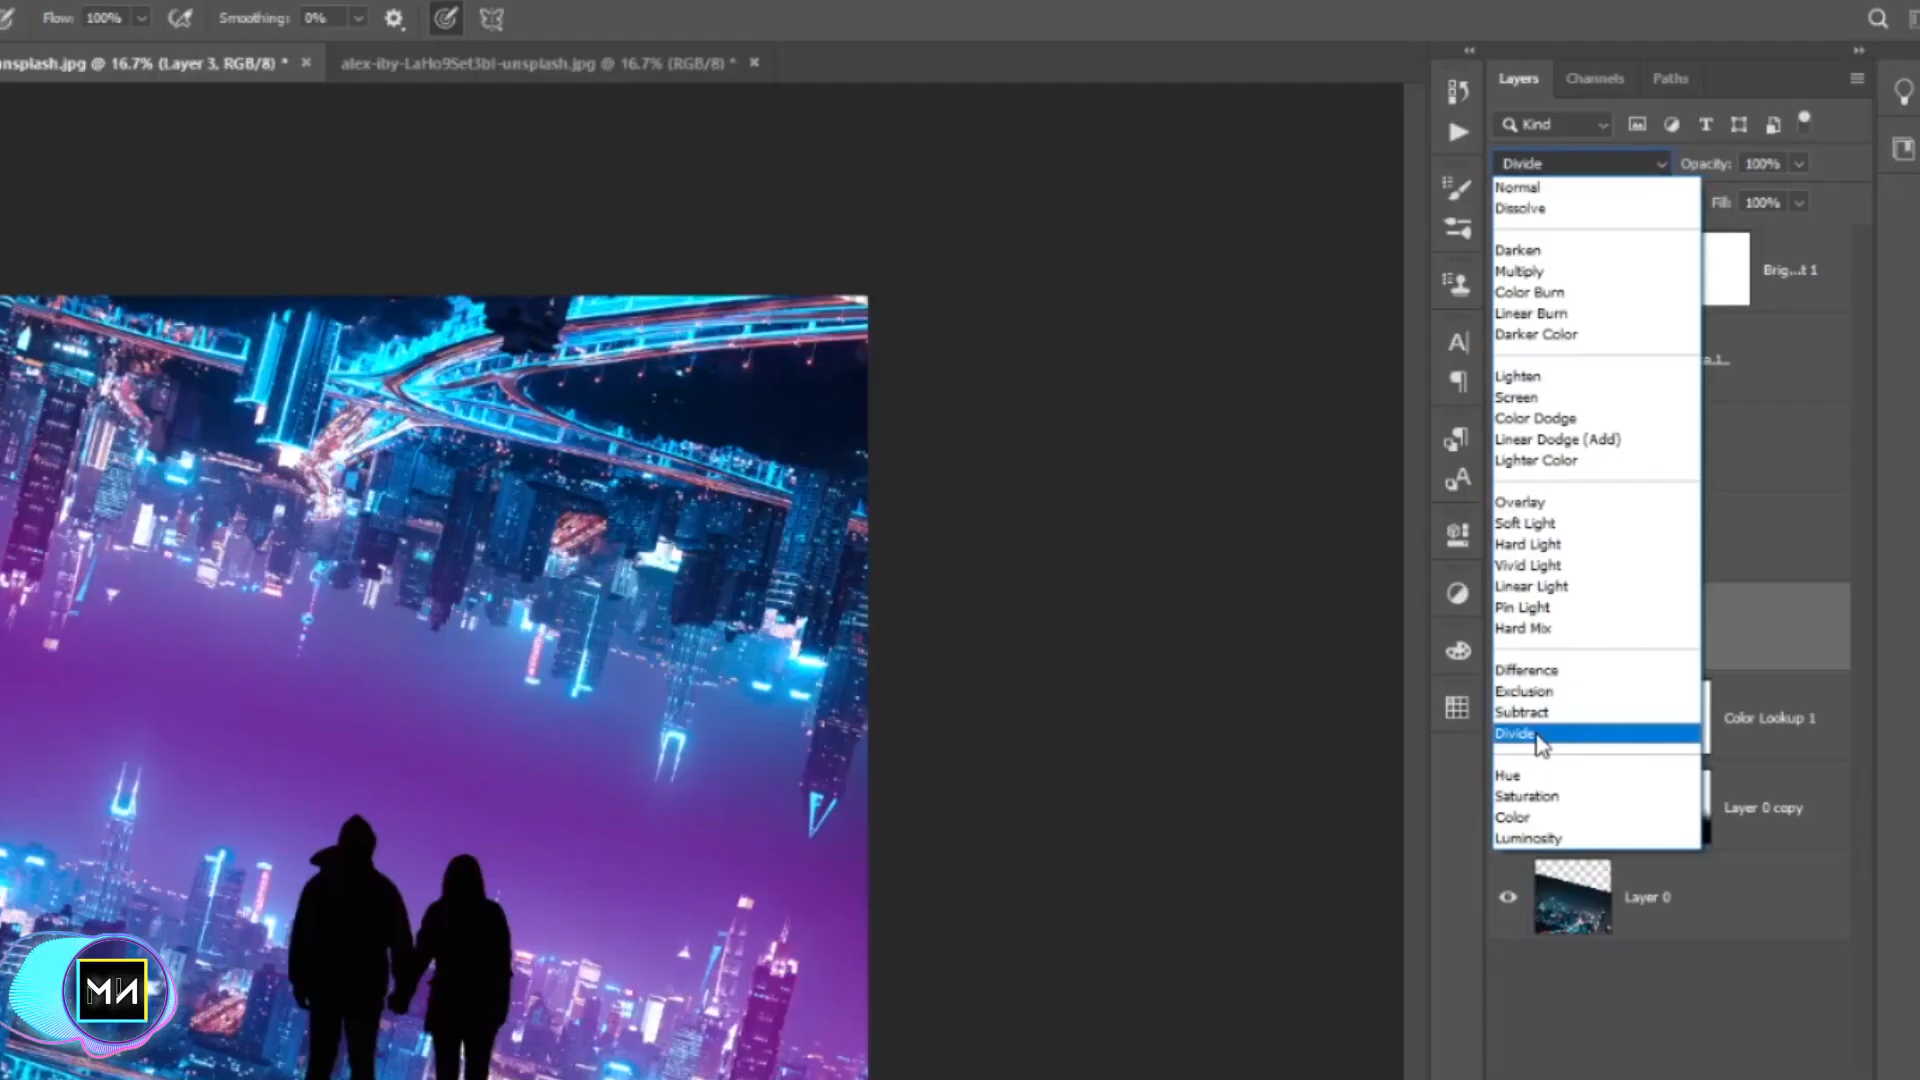 Flow: 100%
Smoothing: 0%
unsplash.jpg @ 16.7% (Layer 3, RGB/8) *
alex-iby-LaHo9Set3bI-unsplash.jpg @ 16.7% (RGB/8) *
Layers
Channels
Paths
Kind
T
Divide
Opacity: 100%
Fill: 100%
Normal
Dissolve
Darken
Multiply
Color Burn
Linear Burn
Darker Color
Lighten
Screen
Color Dodge
Linear Dodge (Add)
Lighter Color
Overlay
Soft Light
Hard Light
Vivid Light
Linear Light
Pin Light
Hard Mix
Difference
Exclusion
Subtract
Divide
Hue
Saturation
Color
Luminosity
Brig...t 1
Color Lookup 1
Layer 0 copy
Layer 0